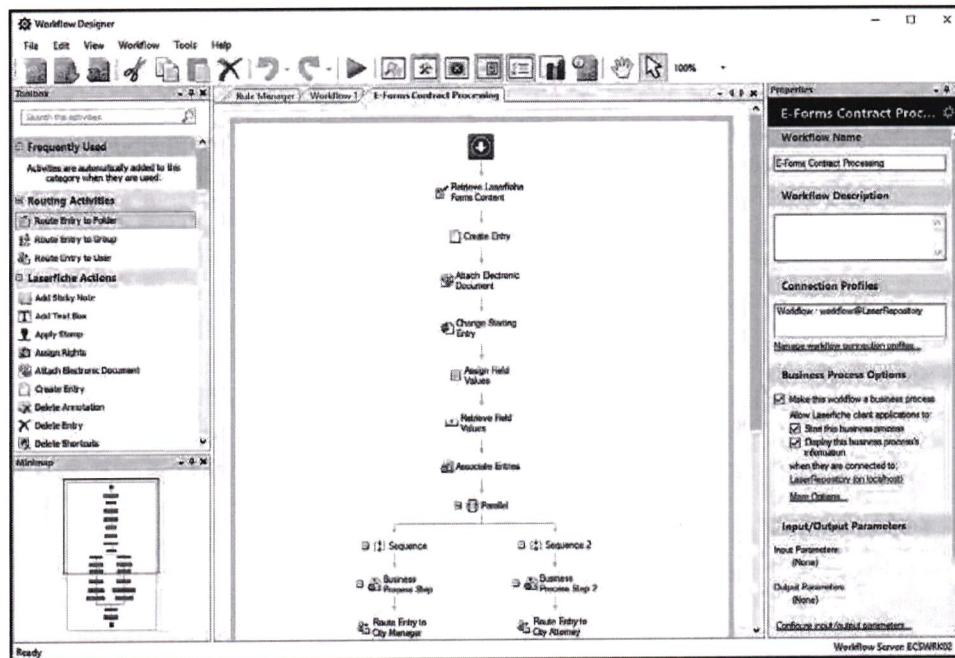 Workflow Designer
File Edit View Workflow Tools Help
100%
Toolbox
Search the activities
Frequently Used
Activities are automatically added to this
category when they are used.
Routing Activities
Route Entry to Folder
Route Entry to Group
Route Entry to User
Laserfiche Actions
Add Sticky Note
Add Text Box
Apply Stamp
Assign Rights
Attach Electronic Document
Create Entry
Delete Annotation
Delete Entry
Delete Shortcuts
Minimap
Rule Manager Workflow 1 E-Forms Contract Processing
Retrieve Laserfiche
Forms Content
Create Entry
Attach Electronic
Document
Change Starting
Entry
Assign Field
Values
Retrieve Field
Values
Associate Entries
Parallel
Sequence Sequence 2
Business
Process Step
Business
Process Step 2
Route Entry to
City Manager
Route Entry to
City Attorney
Properties
E-Forms Contract Proc...
Workflow Name
E-Forms Contract Processing
Workflow Description
Connection Profiles
Workflow : workflow@LaserRepository
Manage workflow connection profiles...
Business Process Options
Make this workflow a business process
Allow Laserfiche client applications to:
Start this business process
Display this business process's
information
when they are connected to:
LaserRepository (on localhost)
More Options...
Input/Output Parameters
Input Parameters:
(None)
Output Parameters:
(None)
Configure input/output parameters...
Ready
Workflow Server: ECSWRK02